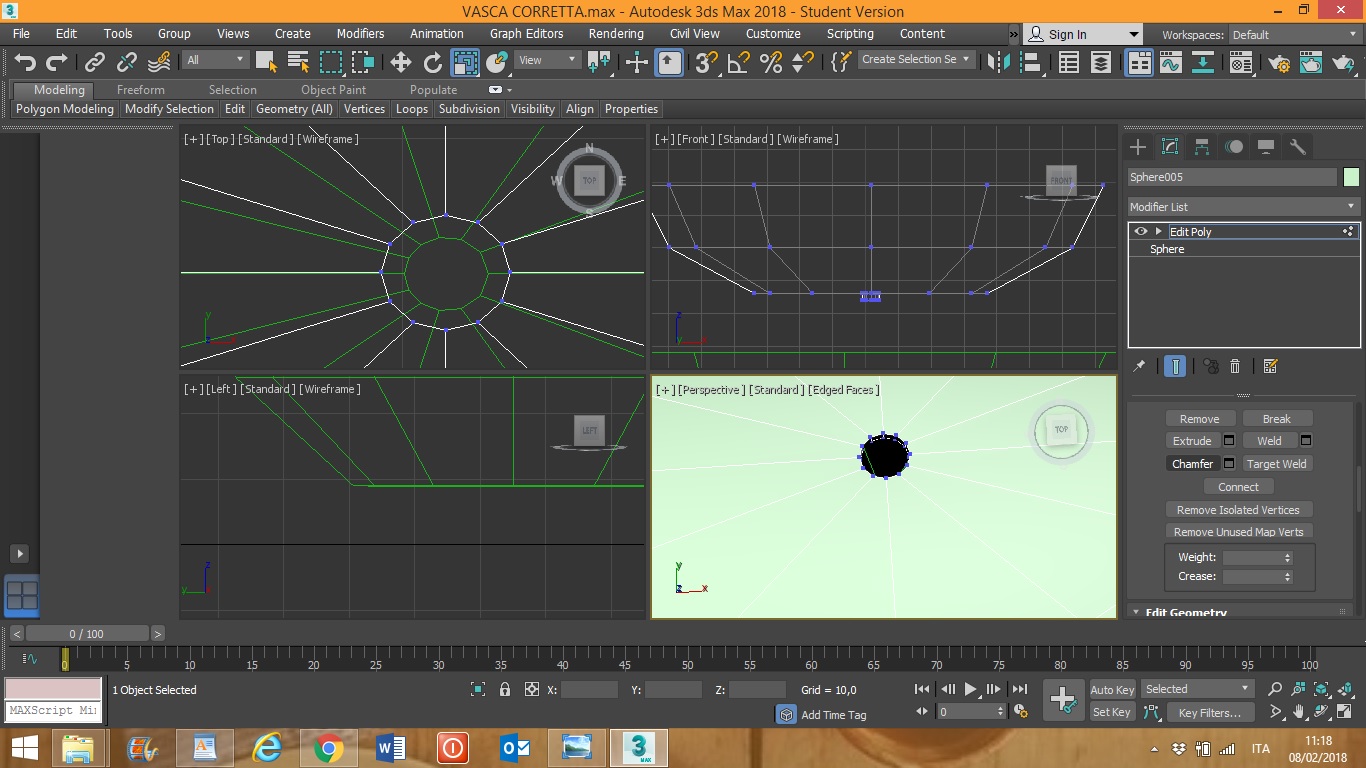 VASCA CORRETTA.max - Autodesk 3ds Max 2018 - Student Version
File Edit Tools Group Views Create Modifiers Animation Graph Editors Rendering Civil View Customize Scripting Content » Sign In Workspaces: Default
All View Create Selection Se
Modeling Freeform Selection Object Paint Populate
Polygon Modeling Modify Selection Edit Geometry (All) Vertices Loops Subdivision Visibility Align Properties
[+] [Top] [Standard] [Wireframe]
N
W TOP E
S
y
[+] [Front] [Standard] [Wireframe]
FRONT
z
y x
[+] [Left] [Standard] [Wireframe]
LEFT
z
y
[+] [Perspective] [Standard] [Edged Faces]
TOP
y
z x
Sphere005
Modifier List
Edit Poly
Sphere
Remove Break
Extrude Weld
Chamfer Target Weld
Connect
Remove Isolated Vertices
Remove Unused Map Verts
Weight:
Crease:
Edit Geometry
< 0 / 100 >
0 5 10 15 20 25 30 35 40 45 50 55 60 65 70 75 80 85 90 95 100
1 Object Selected X: Y: Z: Grid = 10,0 Auto Key Selected
MAXScript Mi Add Time Tag 0 Set Key Key Filters...
3 MAX
ITA
11:18
08/02/2018